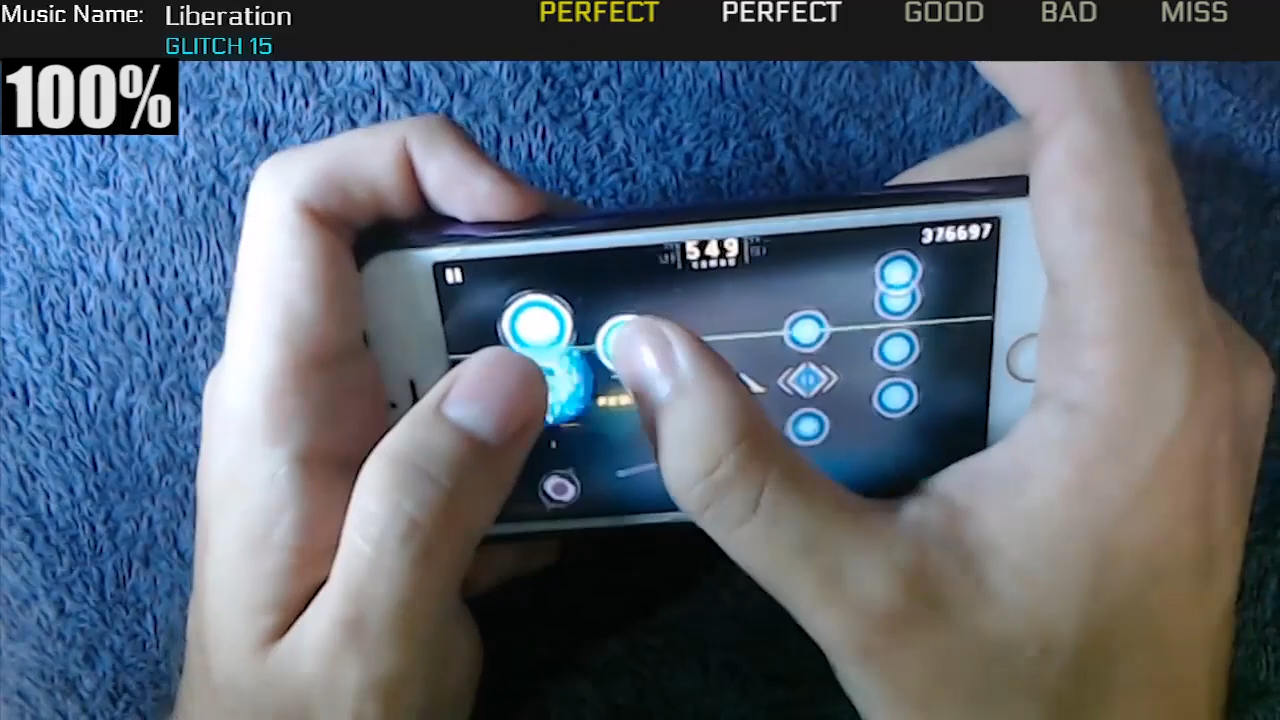 Music Name: Liberation
GLITCH 15
PERFECT PERFECT GOOD BAD MISS
100%
549
376697